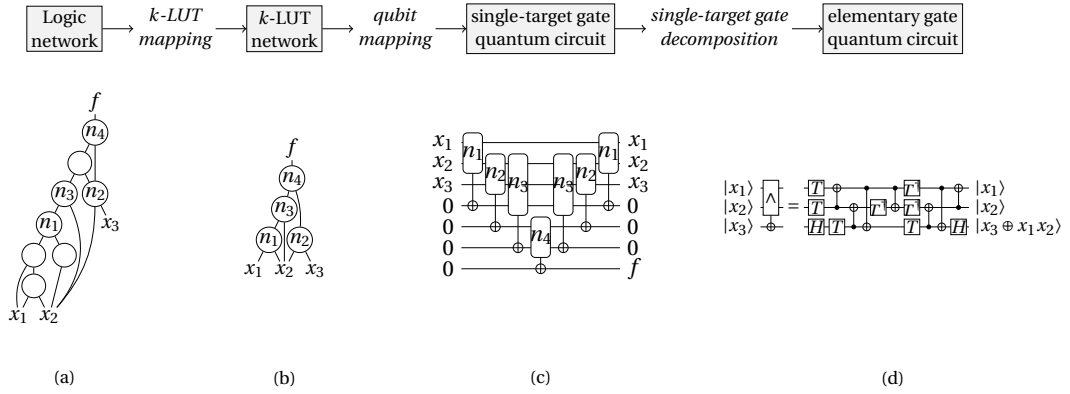 Logic network
k-LUT mapping
k-LUT network
qubit mapping
single-target gate quantum circuit
single-target gate decomposition
elementary gate quantum circuit
f
n₄
n₃
n₂
n₁
x₃
x₁ x₂
f
n₄
n₃
n₁ n₂
x₁ x₂ x₃
x₁ n₁ n₁ x₁
x₂ n₂ n₂ x₂
x₃ n₃ n₃ x₃
0 0
0 n₄ 0
0 0
0 f
|x₁⟩ T T† |x₁⟩
|x₂⟩ ∧ = T T† T† |x₂⟩
|x₃⟩ H T T H |x₃ ⊕ x₁x₂⟩
(a) (b) (c) (d)